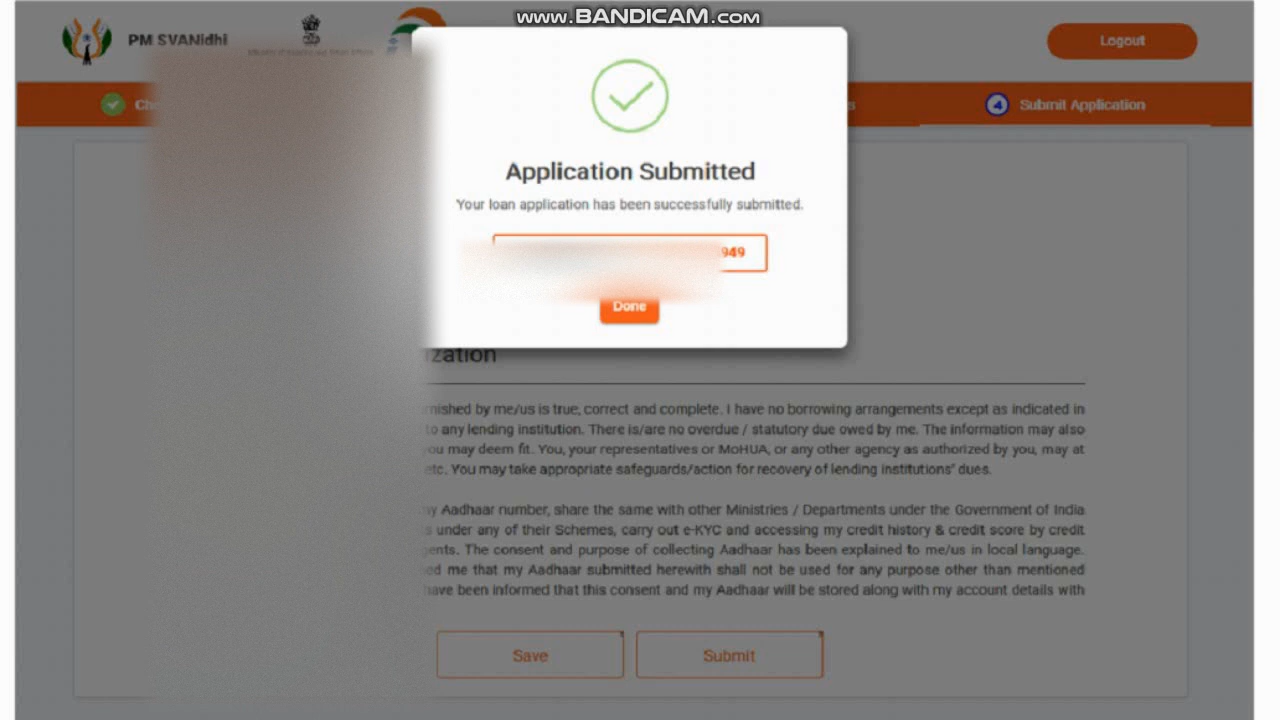 www.BANDICAM.com
PM SVANidhi
Logout
Submit Application
4
Application Submitted
Your loan application has been successfully submitted.
949
Done
ization
nished by me/us is true, correct and complete. I have no borrowing arrangements except as indicated in
to any lending institution. There is/are no overdue / statutory due owed by me. The information may also
you may deem fit. You, your representatives or MoHUA, or any other agency as authorized by you, may at
etc. You may take appropriate safeguards/action for recovery of lending institutions' dues.
my Aadhaar number, share the same with other Ministries / Departments under the Government of India
s under any of their Schemes, carry out e-KYC and accessing my credit history & credit score by credit
gents. The consent and purpose of collecting Aadhaar has been explained to me/us in local language.
ed me that my Aadhaar submitted herewith shall not be used for any purpose other than mentioned
have been informed that this consent and my Aadhaar will be stored along with my account details with
Save
Submit